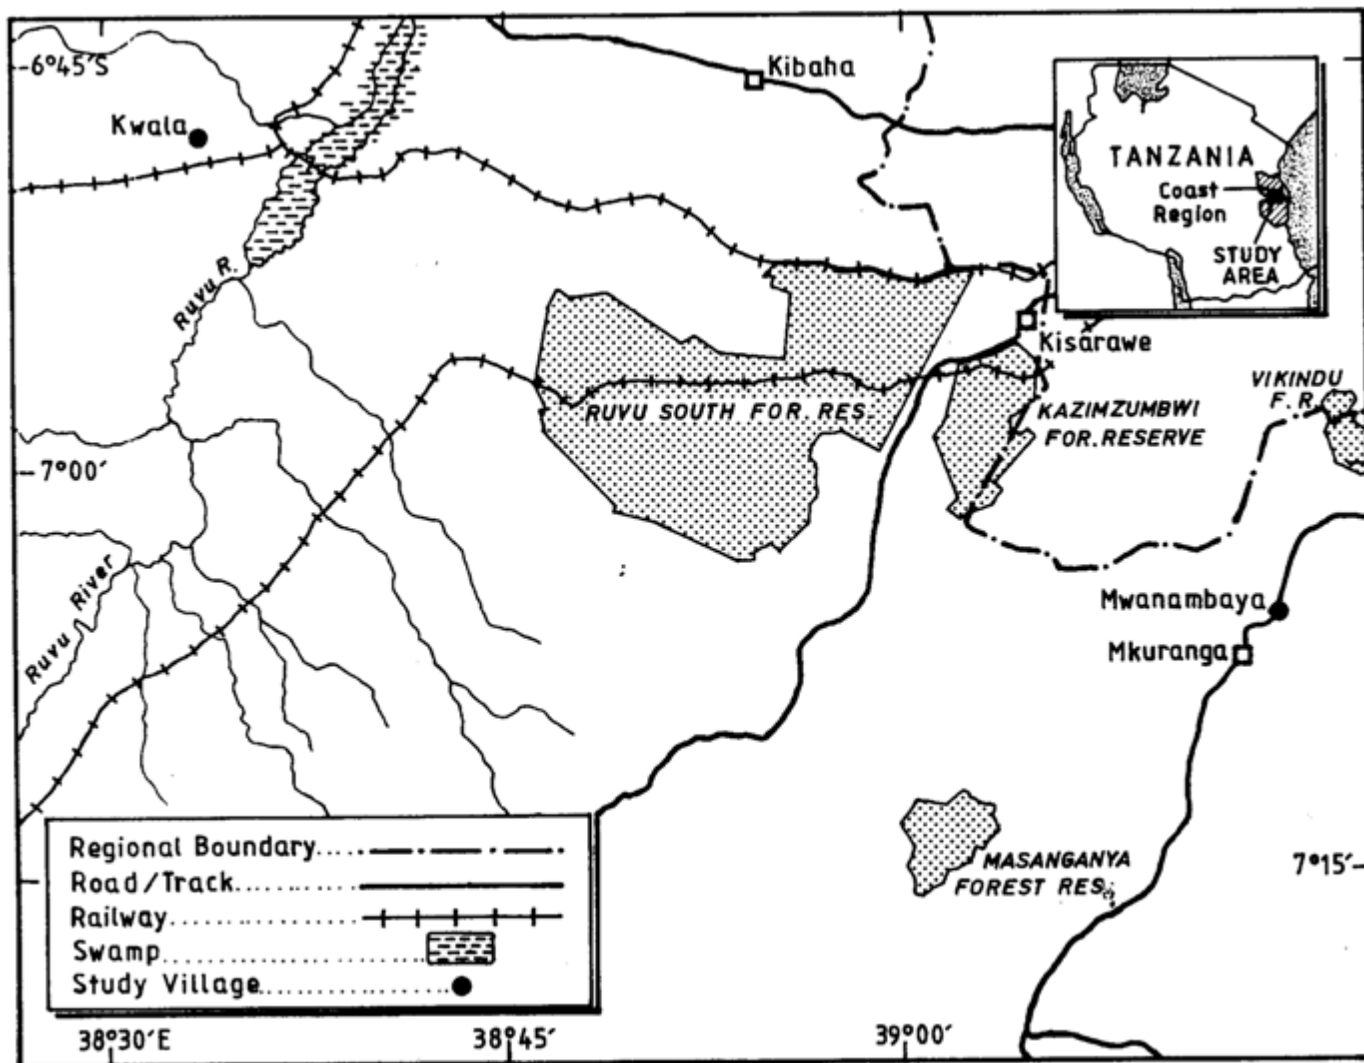 6°45′S
Kibaha
Kwala
TANZANIA
Coast
Region
STUDY
AREA
Ruvu R.
Kisarawe
VIKINDU
F. R.
RUVU SOUTH FOR. RES.
KAZIMZUMBWI
FOR. RESERVE
7°00′
Ruvu River
Mwanambaya
Mkuranga
MASANGANYA
FOREST RES.
7°15′
Regional Boundary....
Road/Track............
Railway.................
Swamp......................
Study Village...................
38°30′E
38°45′
39°00′